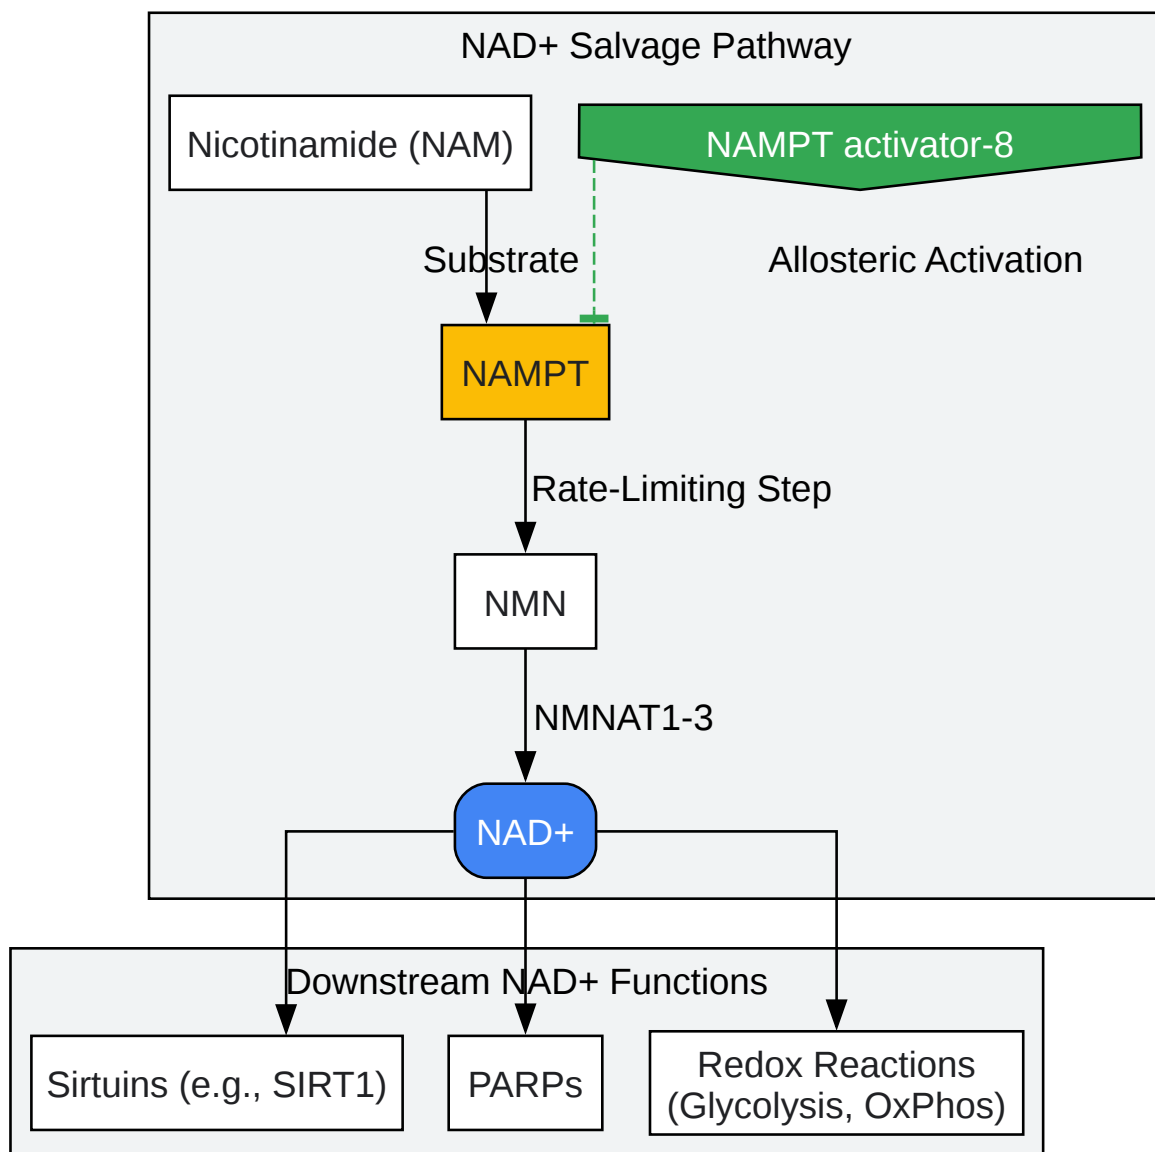 NAD+ Salvage Pathway
Nicotinamide (NAM)
NAMPT activator-8
Substrate
Allosteric Activation
NAMPT
Rate-Limiting Step
NMN
NMNAT1-3
NAD+
Downstream NAD+ Functions
Sirtuins (e.g., SIRT1)
PARPs
Redox Reactions
(Glycolysis, OxPhos)